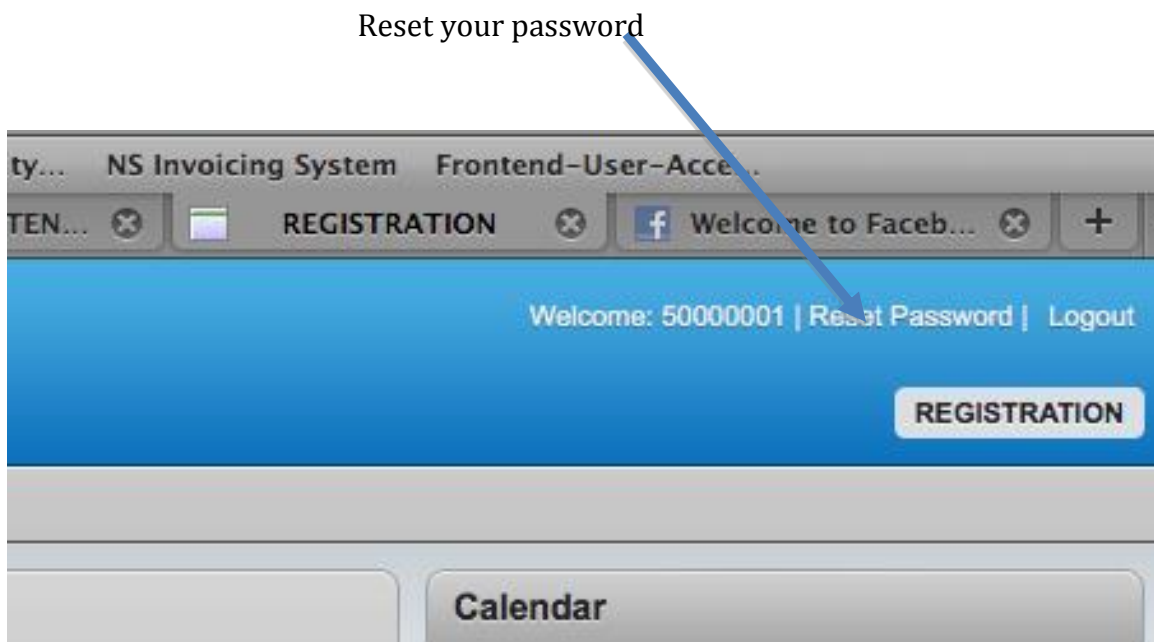 Reset your password
ty... NS Invoicing System Frontend-User-Acce...
TEN... REGISTRATION Welcome to Faceb... +
Welcome: 50000001 | Reset Password | Logout
REGISTRATION
Calendar